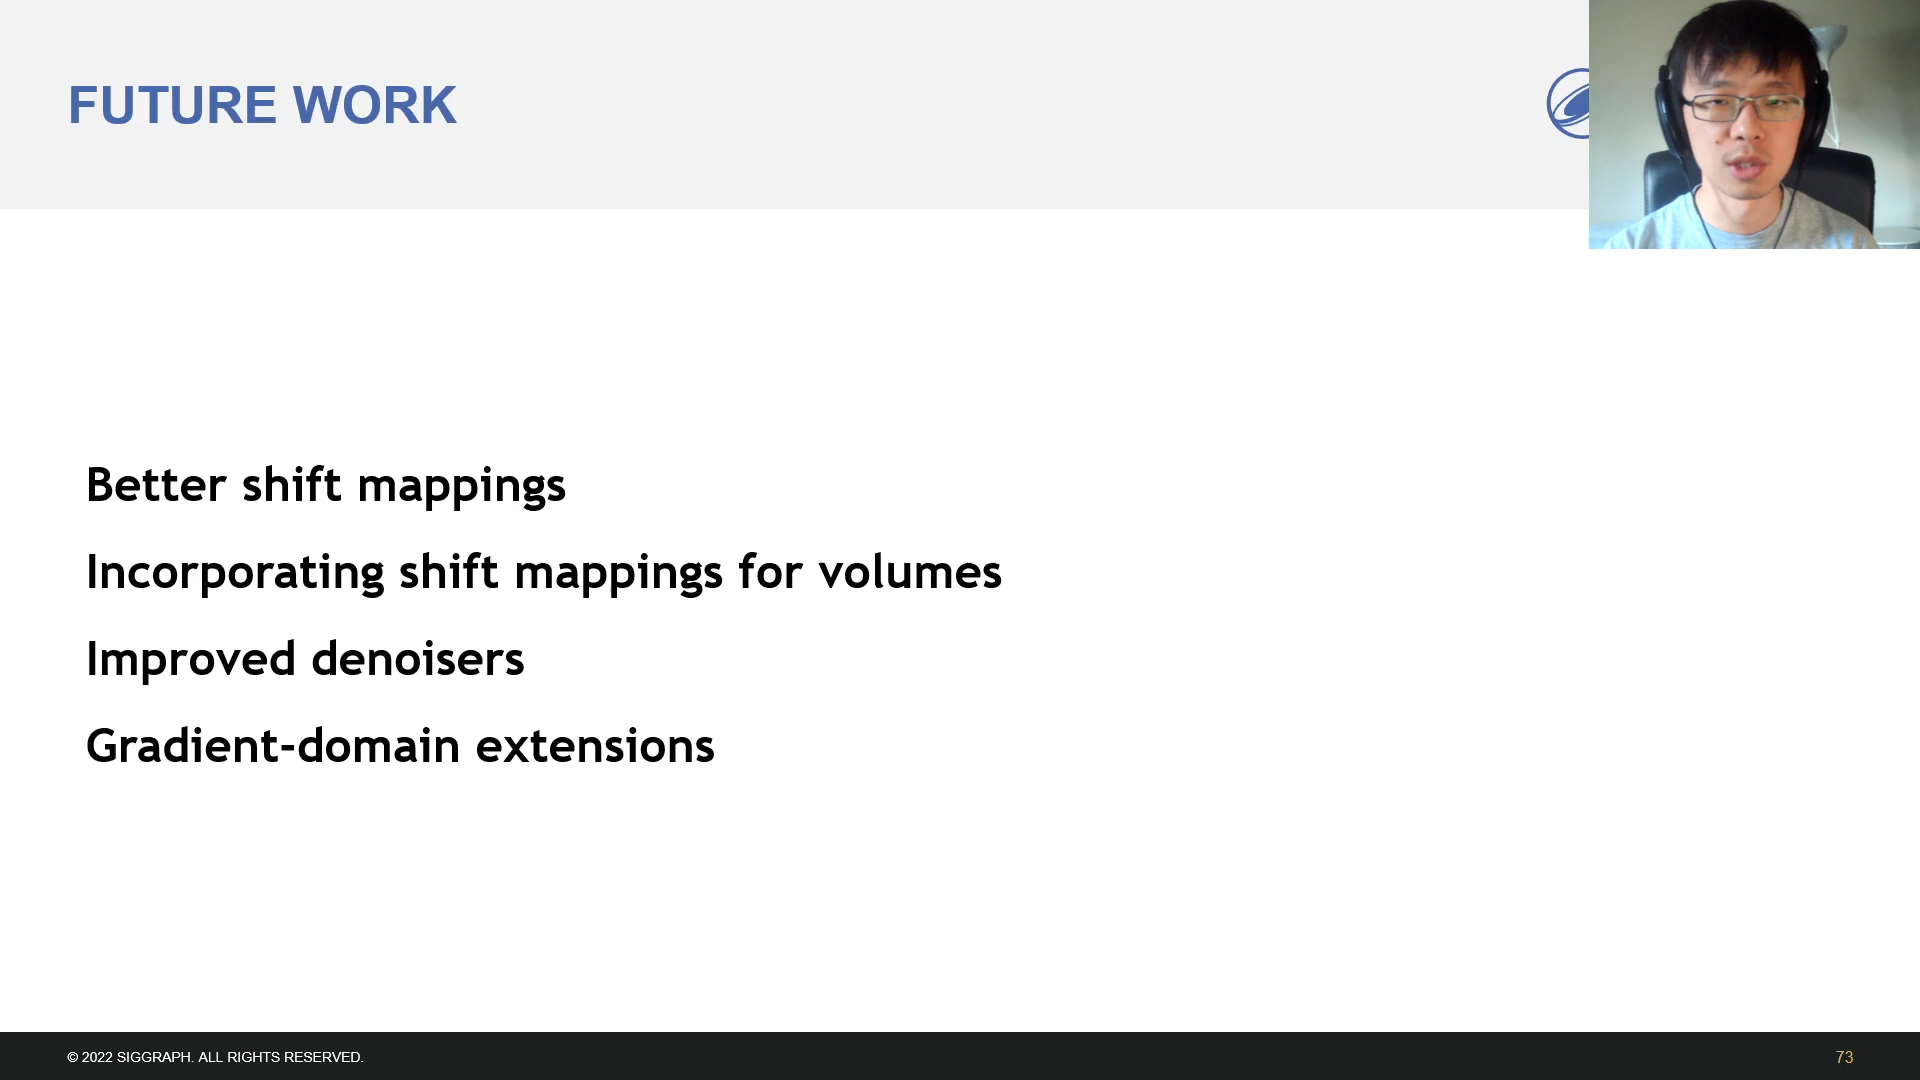 FUTURE WORK
Better shift mappings
Incorporating shift mappings for volumes
Improved denoisers
Gradient-domain extensions
© 2022 SIGGRAPH. ALL RIGHTS RESERVED.
73